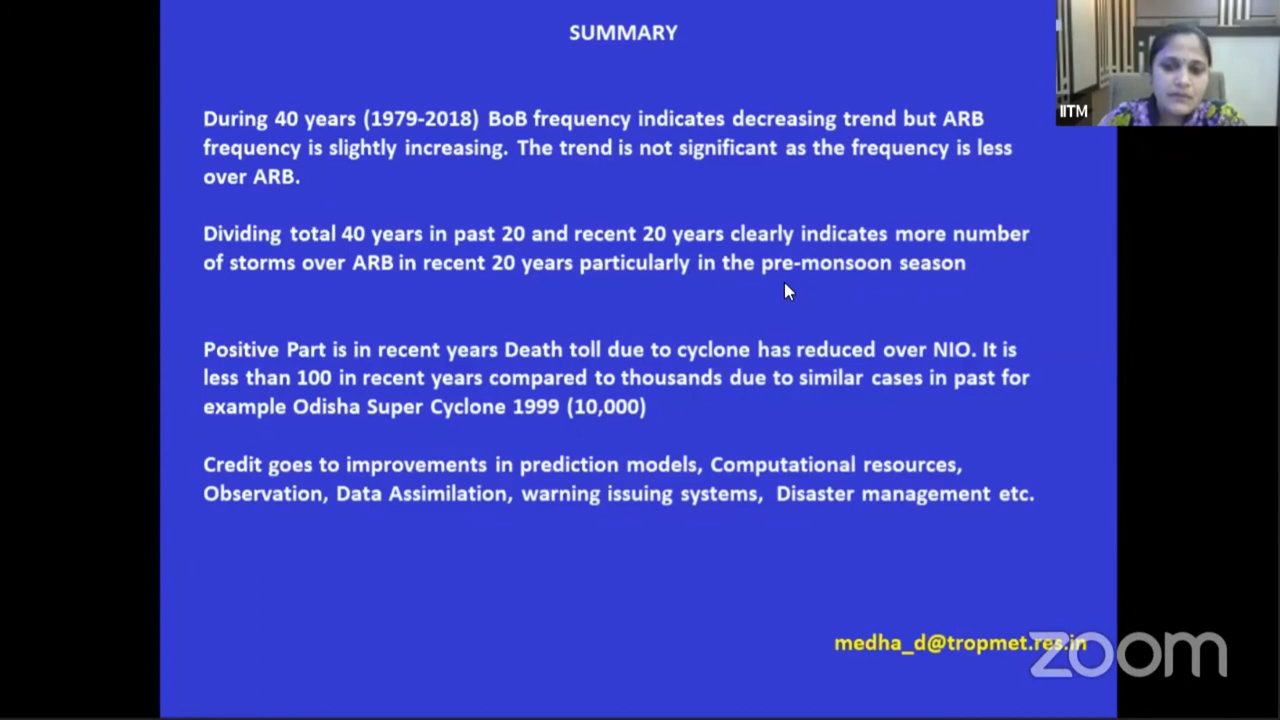 SUMMARY
IITM
During 40 years (1979-2018) BoB frequency indicates decreasing trend but ARB
frequency is slightly increasing. The trend is not significant as the frequency is less
over ARB.
Dividing total 40 years in past 20 and recent 20 years clearly indicates more number
of storms over ARB in recent 20 years particularly in the pre-monsoon season
Positive Part is in recent years Death toll due to cyclone has reduced over NIO. It is
less than 100 in recent years compared to thousands due to similar cases in past for
example Odisha Super Cyclone 1999 (10,000)
Credit goes to improvements in prediction models, Computational resources,
Observation, Data Assimilation, warning issuing systems,  Disaster management etc.
medha_d@tropmet.res.in
zoom